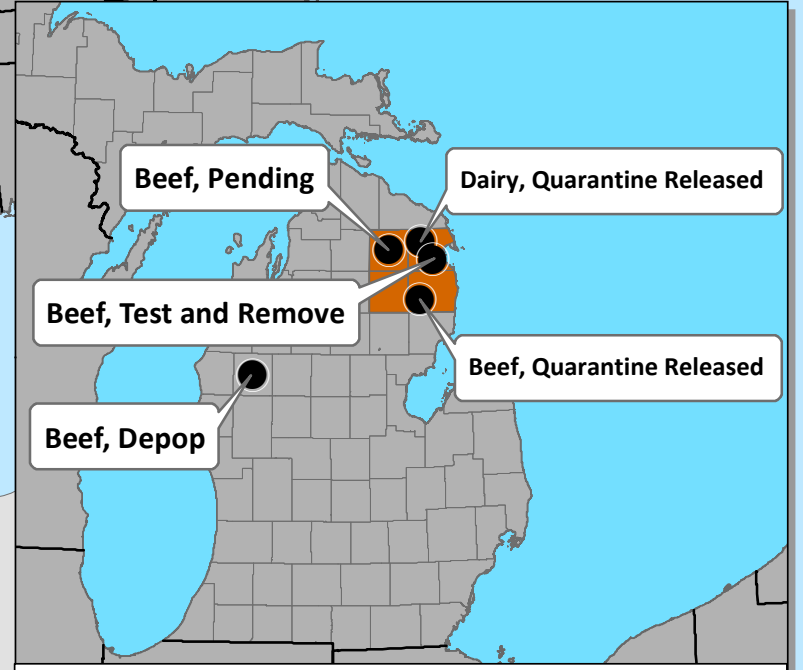 Beef, Pending
Dairy, Quarantine Released
Beef, Test and Remove
Beef, Quarantine Released
Beef, Depop